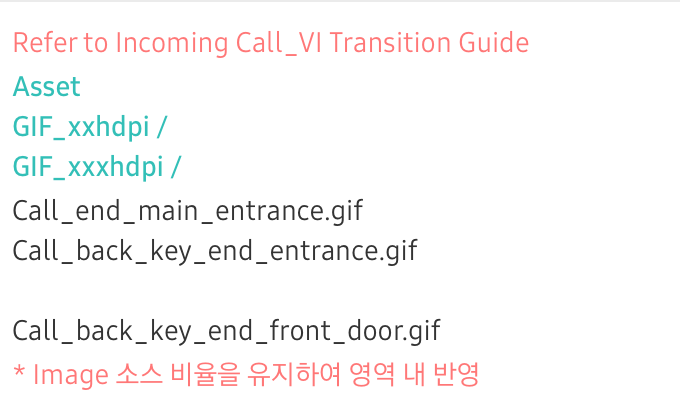 Refer to Incoming Call_VI Transition Guide
Asset
GIF_xxhdpi /
GIF_xxxhdpi /
Call_end_main_entrance.gif
Call_back_key_end_entrance.gif
Call_back_key_end_front_door.gif
* Image 소스 비율을 유지하여 영역 내 반영